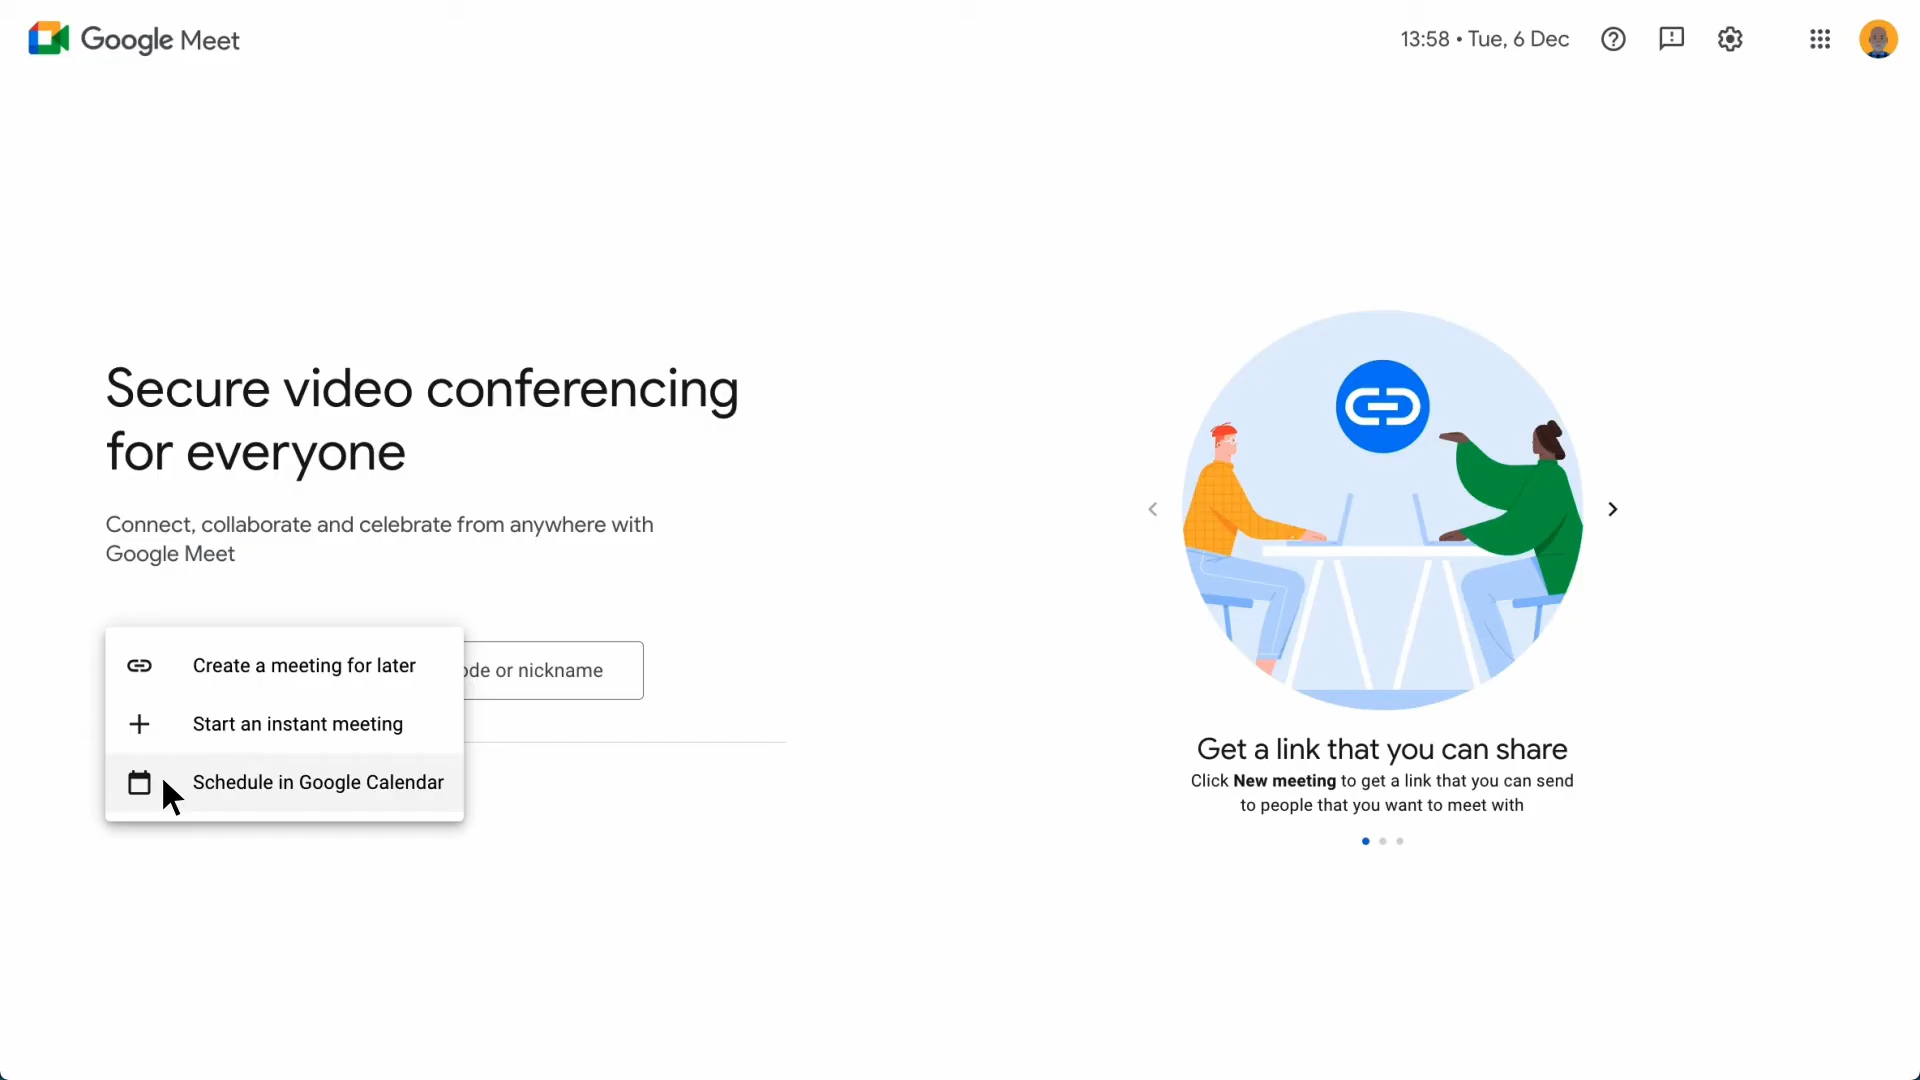 Google Meet
13:58 • Tue, 6 Dec
Secure video conferencing
for everyone
Connect, collaborate and celebrate from anywhere with
Google Meet
Create a meeting for later
or nickname
Start an instant meeting
Schedule in Google Calendar
Get a link that you can share
Click New meeting to get a link that you can send
to people that you want to meet with